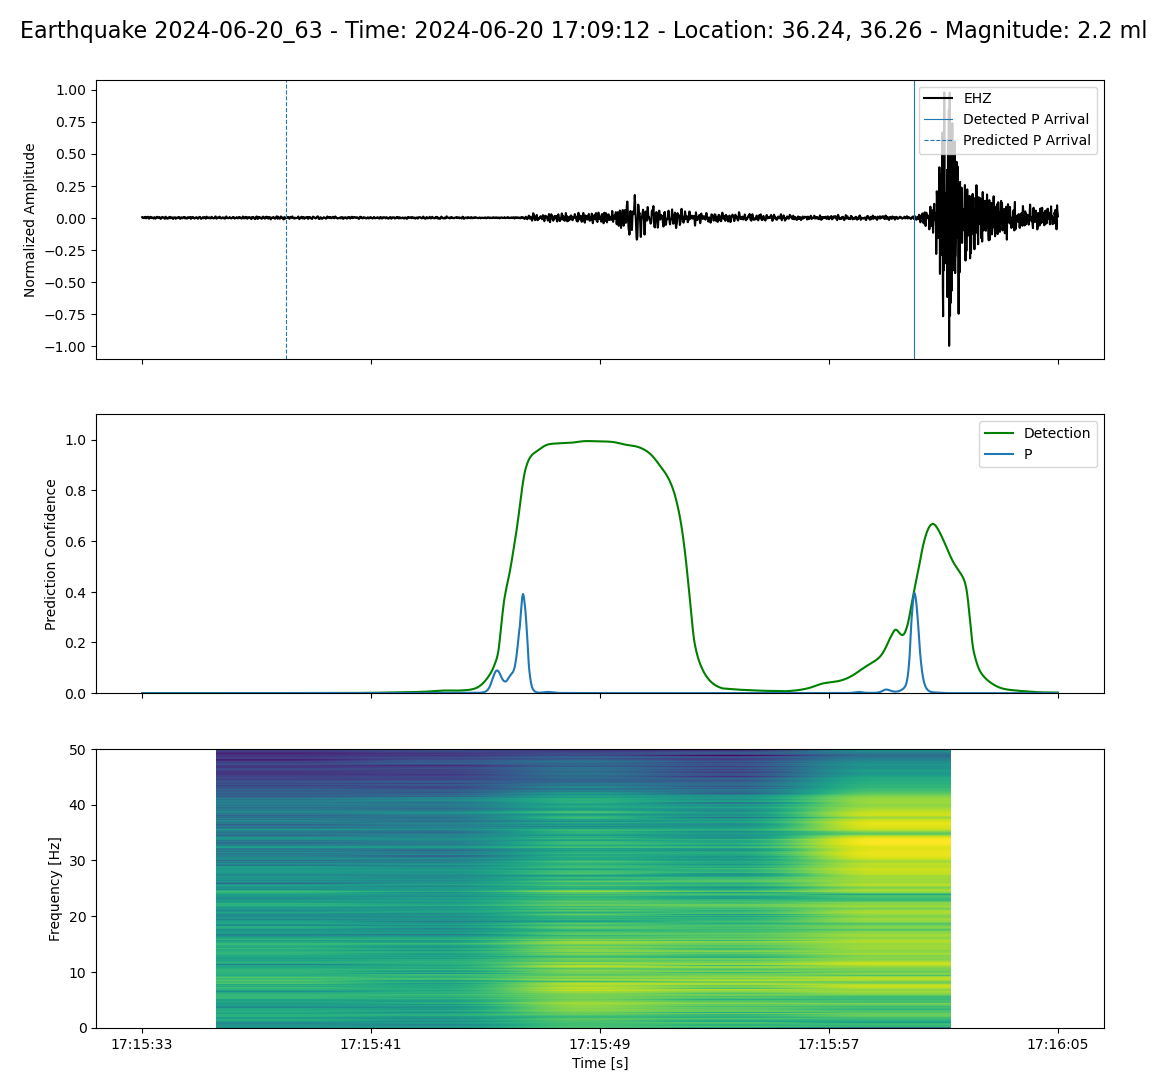 Earthquake 2024-06-20_63 - Time: 2024-06-20 17:09:12 - Location: 36.24, 36.26 - Magnitude: 2.2 ml
Normalized Amplitude
1.00
0.75
0.50
0.25
0.00
−0.25
−0.50
−0.75
−1.00
EHZ
Detected P Arrival
Predicted P Arrival
Prediction Confidence
1.0
0.8
0.6
0.4
0.2
0.0
Detection
P
Frequency [Hz]
50
40
30
20
10
0
17:15:33 17:15:41 17:15:49 17:15:57 17:16:05
Time [s]